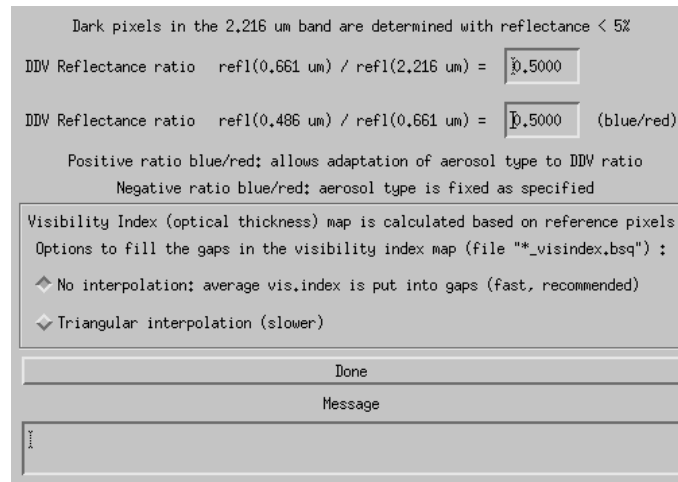 Dark pixels in the 2.216 um band are determined with reflectance < 5%
DDV Reflectance ratio refl(0.661 um) / refl(2.216 um) = 0.5000
DDV Reflectance ratio refl(0.486 um) / refl(0.661 um) = 0.5000 (blue/red)
Positive ratio blue/red: allows adaptation of aerosol type to DDV ratio
Negative ratio blue/red: aerosol type is fixed as specified
Visibility Index (optical thickness) map is calculated based on reference pixels
Options to fill the gaps in the visibility index map (file "*_visindex.bsq") :
No interpolation: average vis.index is put into gaps (fast, recommended)
Triangular interpolation (slower)
Done
Message